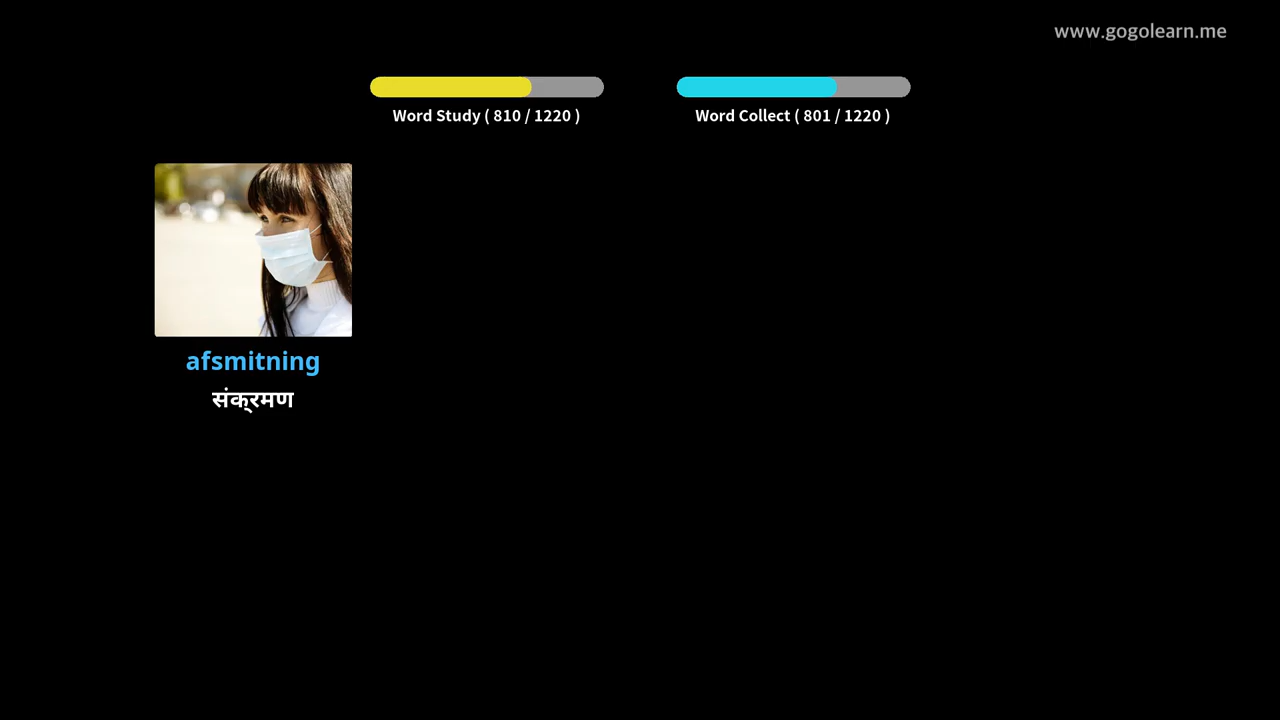 www.gogolearn.me
Word Study ( 810 / 1220 )
Word Collect ( 801 / 1220 )
afsmitning
संक्रमण